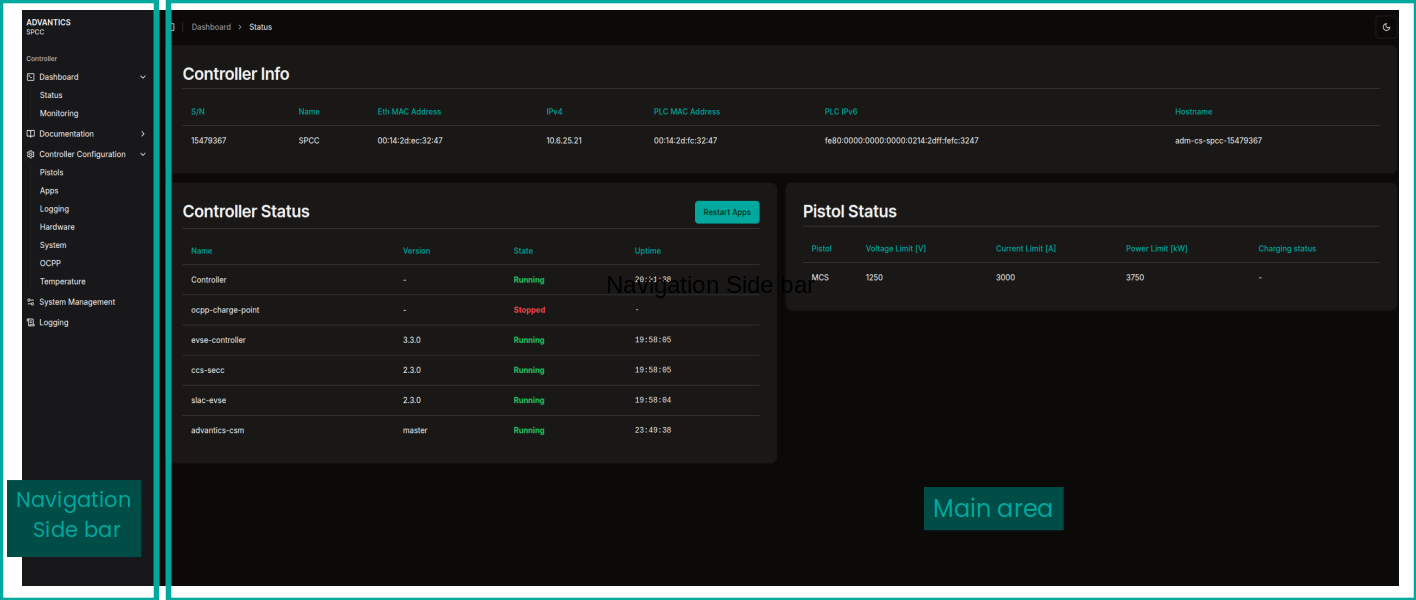 ADVANTICS
SPCC
Controller
Dashboard
Status
Monitoring
Documentation
Controller Configuration
Pistols
Apps
Logging
Hardware
System
OCPP
Temperature
System Management
Logging
Navigation
Side bar
Dashboard > Status
Controller Info
S/N Name Eth MAC Address IPv4 PLC MAC Address PLC IPv6 Hostname
15479367 SPCC 00:14:2d:ec:32:47 10.6.25.21 00:14:2d:fc:32:47 fe80:0000:0000:0000:0214:2dff:fefc:3247 adm-cs-spcc-15479367
Controller Status
Restart Apps
Name Version State Uptime
Controller - Running
ocpp-charge-point - Stopped -
evse-controller 3.3.0 Running 19:58:05
ccs-secc 2.3.0 Running 19:58:05
slac-evse 2.3.0 Running 19:58:04
advantics-csm master Running 23:49:38
Navigation Side bar
Pistol Status
Pistol Voltage Limit [V] Current Limit [A] Power Limit [kW] Charging status
MCS 1250 3000 3750 -
Main area